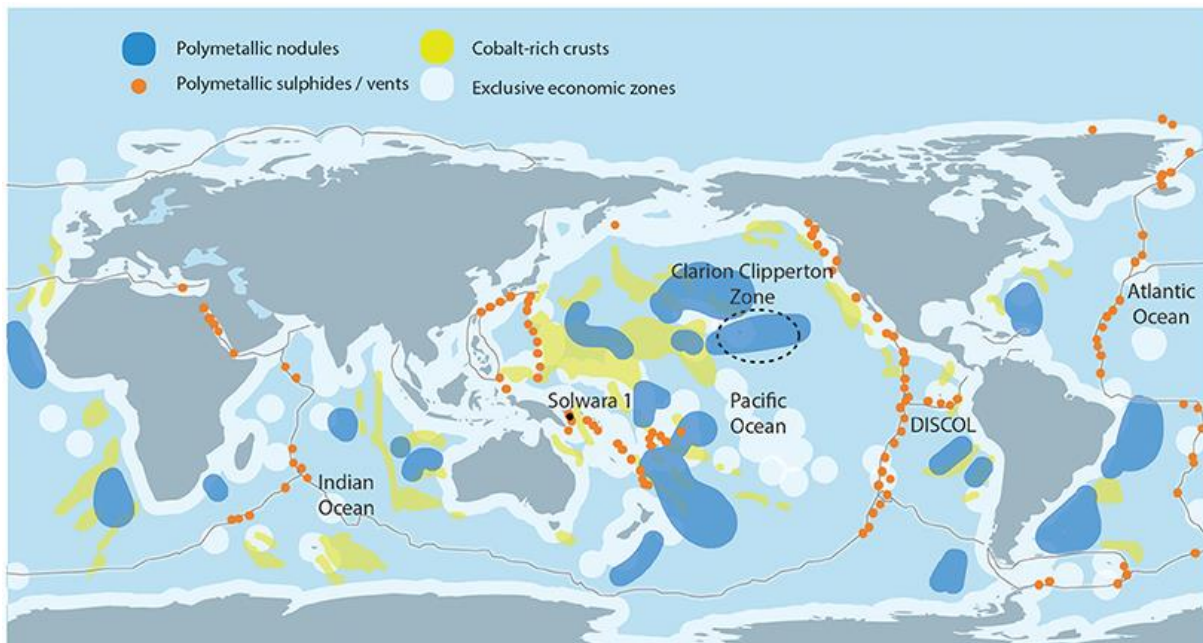 Polymetallic nodules
Cobalt-rich crusts
Polymetallic sulphides / vents
Exclusive economic zones
Clarion Clipperton
Zone
Atlantic
Ocean
Solwara 1
Pacific
Ocean
DISCOL
Indian
Ocean